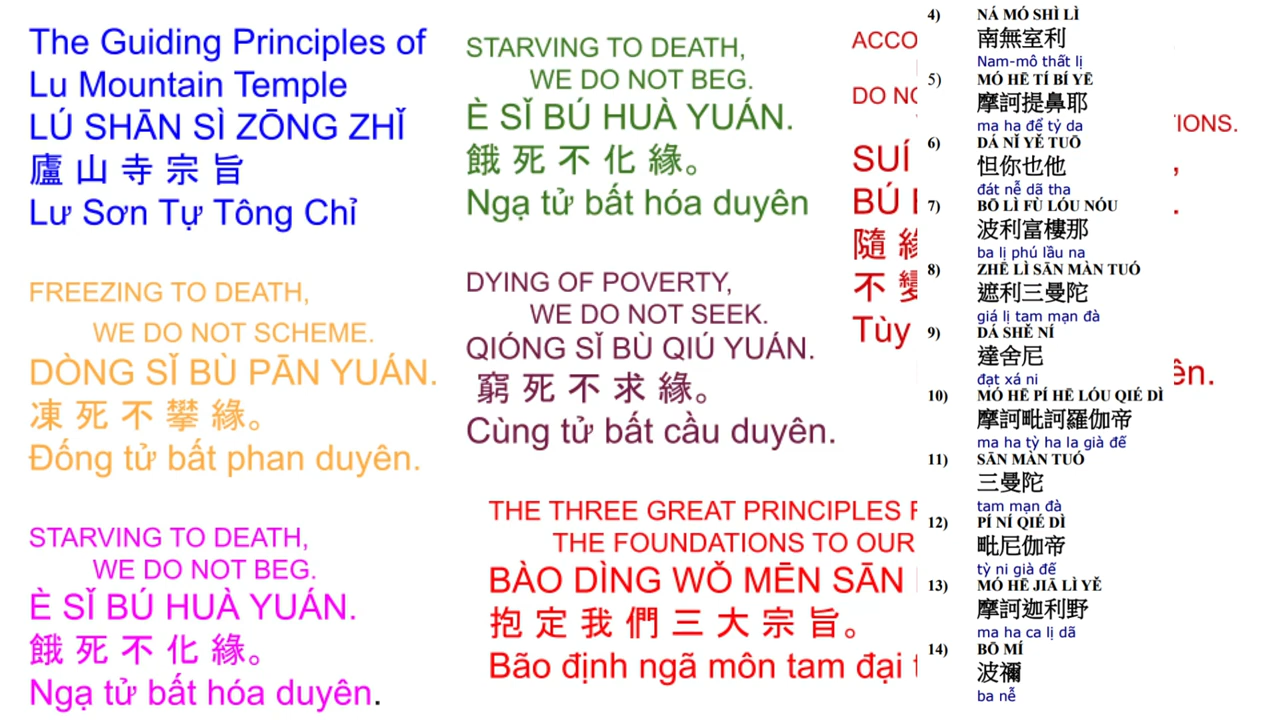 The Guiding Principles of
Lu Mountain Temple
LÚ SHĀN SÌ ZŌNG ZHǏ
廬 山 寺 宗 旨
Lư Sơn Tự Tông Chỉ
FREEZING TO DEATH,
WE DO NOT SCHEME.
DÒNG SǏ BÙ PĀN YUÁN.
凍 死 不 攀 緣。
Đống tử bất phan duyên.
STARVING TO DEATH,
WE DO NOT BEG.
È SǏ BÚ HUÀ YUÁN.
餓 死 不 化 緣。
Ngạ tử bất hóa duyên.
STARVING TO DEATH,
WE DO NOT BEG.
È SǏ BÚ HUÀ YUÁN.
餓 死 不 化 緣。
Ngạ tử bất hóa duyên
DYING OF POVERTY,
WE DO NOT SEEK.
QIÓNG SǏ BÙ QIÚ YUÁN.
窮 死 不 求 緣。
Cùng tử bất cầu duyên.
THE THREE GREAT PRINCIPLES
THE FOUNDATIONS TO OUR
BÀO DÌNG WǑ MĒN SĀN
抱 定 我 們 三 大 宗 旨。
Bão định ngã môn tam đại
ACCO
DO NO
TIONS.
SUÍ
,
BÚ
.
隨 緣
不 變
Tùy
ên.
4) NÁ MÓ SHÌ LÌ
南無室利
Nam-mô thất lị
5) MÓ HĒ TÍ BÍ YĒ
摩訶提鼻耶
ma ha đề tỷ da
6) DÁ NǏ YĚ TUŌ
怛你也他
đát nễ dã tha
7) BŌ LÌ FÙ LÓU NÓU
波利富樓那
ba lị phú lầu na
8) ZHĒ LÌ SĀN MÀN TUÓ
遮利三曼陀
giá lị tam mạn đà
9) DÁ SHĚ NÍ
達舍尼
đạt xá ni
10) MÓ HĒ PÍ HĒ LÓU QIÉ DÌ
摩訶毗訶羅伽帝
ma ha tỳ ha la già đế
11) SĀN MÀN TUÓ
三曼陀
tam mạn đà
12) PÍ NÍ QIÉ DÌ
毗尼伽帝
tỳ ni già đế
13) MÓ HĒ JIĀ LÌ YĚ
摩訶迦利野
ma ha ca lị dã
14) BŌ MÍ
波禰
ba nễ